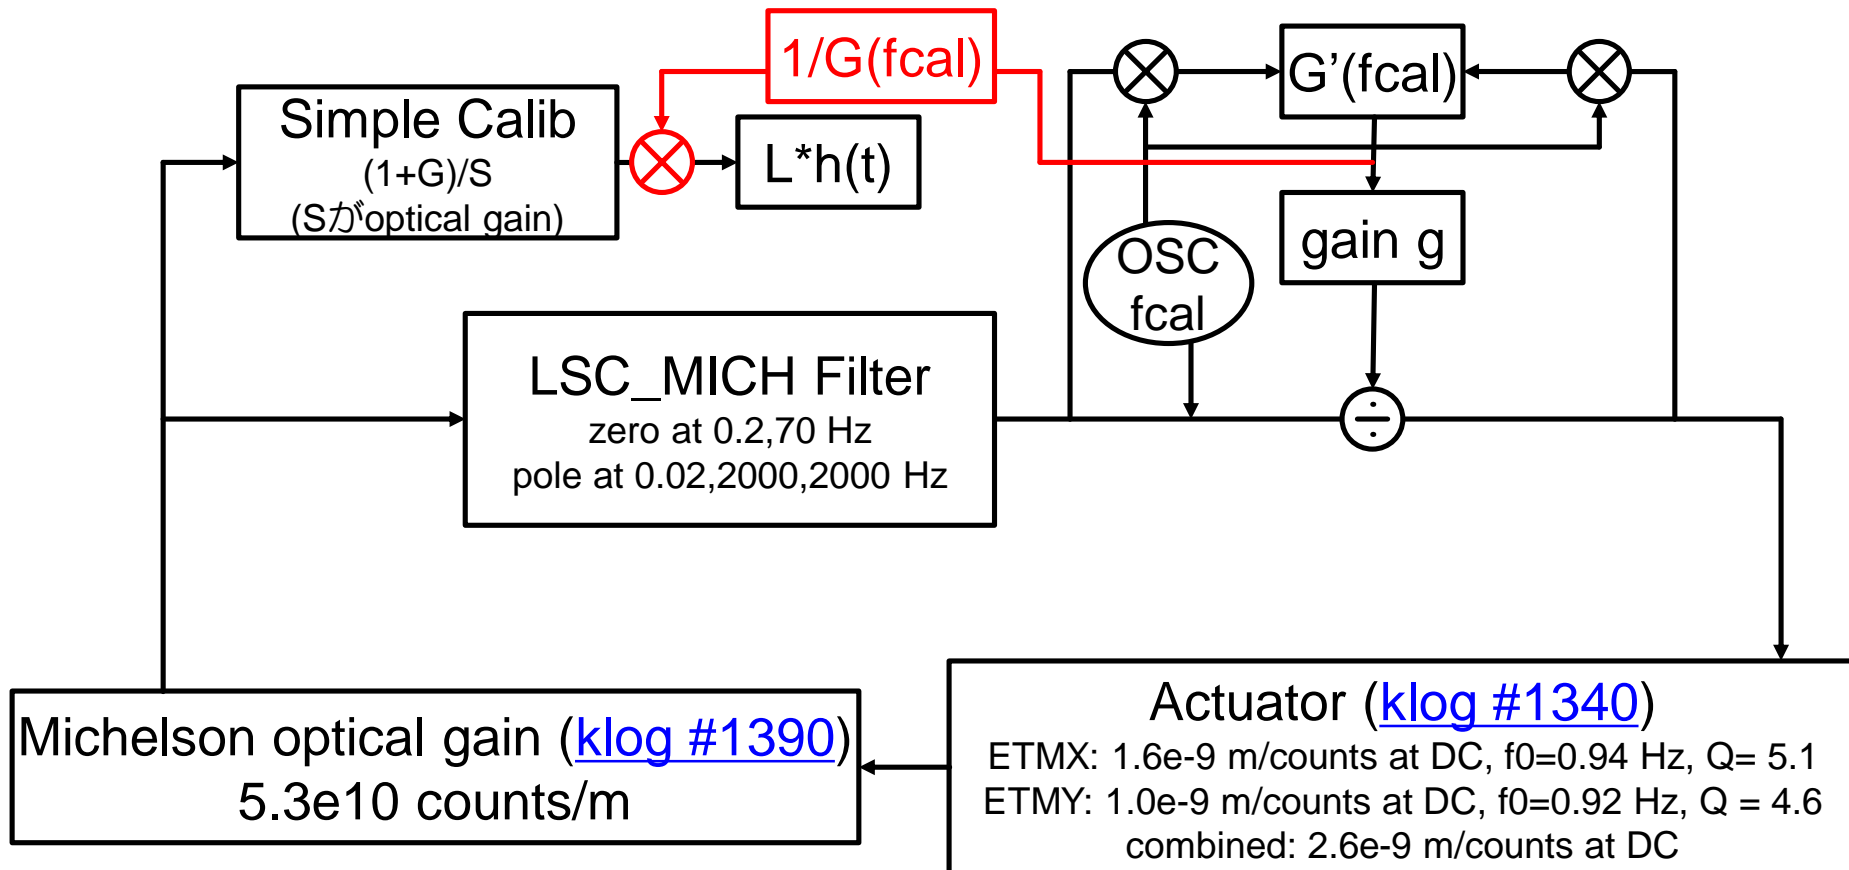 1/G(fcal)
G’(fcal)
Simple Calib
(1+G)/S
(Sがoptical gain)
L*h(t)
gain g
OSC
fcal
LSC_MICH Filter
zero at 0.2,70 Hz
pole at 0.02,2000,2000 Hz
÷
Michelson optical gain (klog #1390)
5.3e10 counts/m
Actuator (klog #1340)
ETMX: 1.6e-9 m/counts at DC, f0=0.94 Hz, Q= 5.1
ETMY: 1.0e-9 m/counts at DC, f0=0.92 Hz, Q = 4.6
combined: 2.6e-9 m/counts at DC